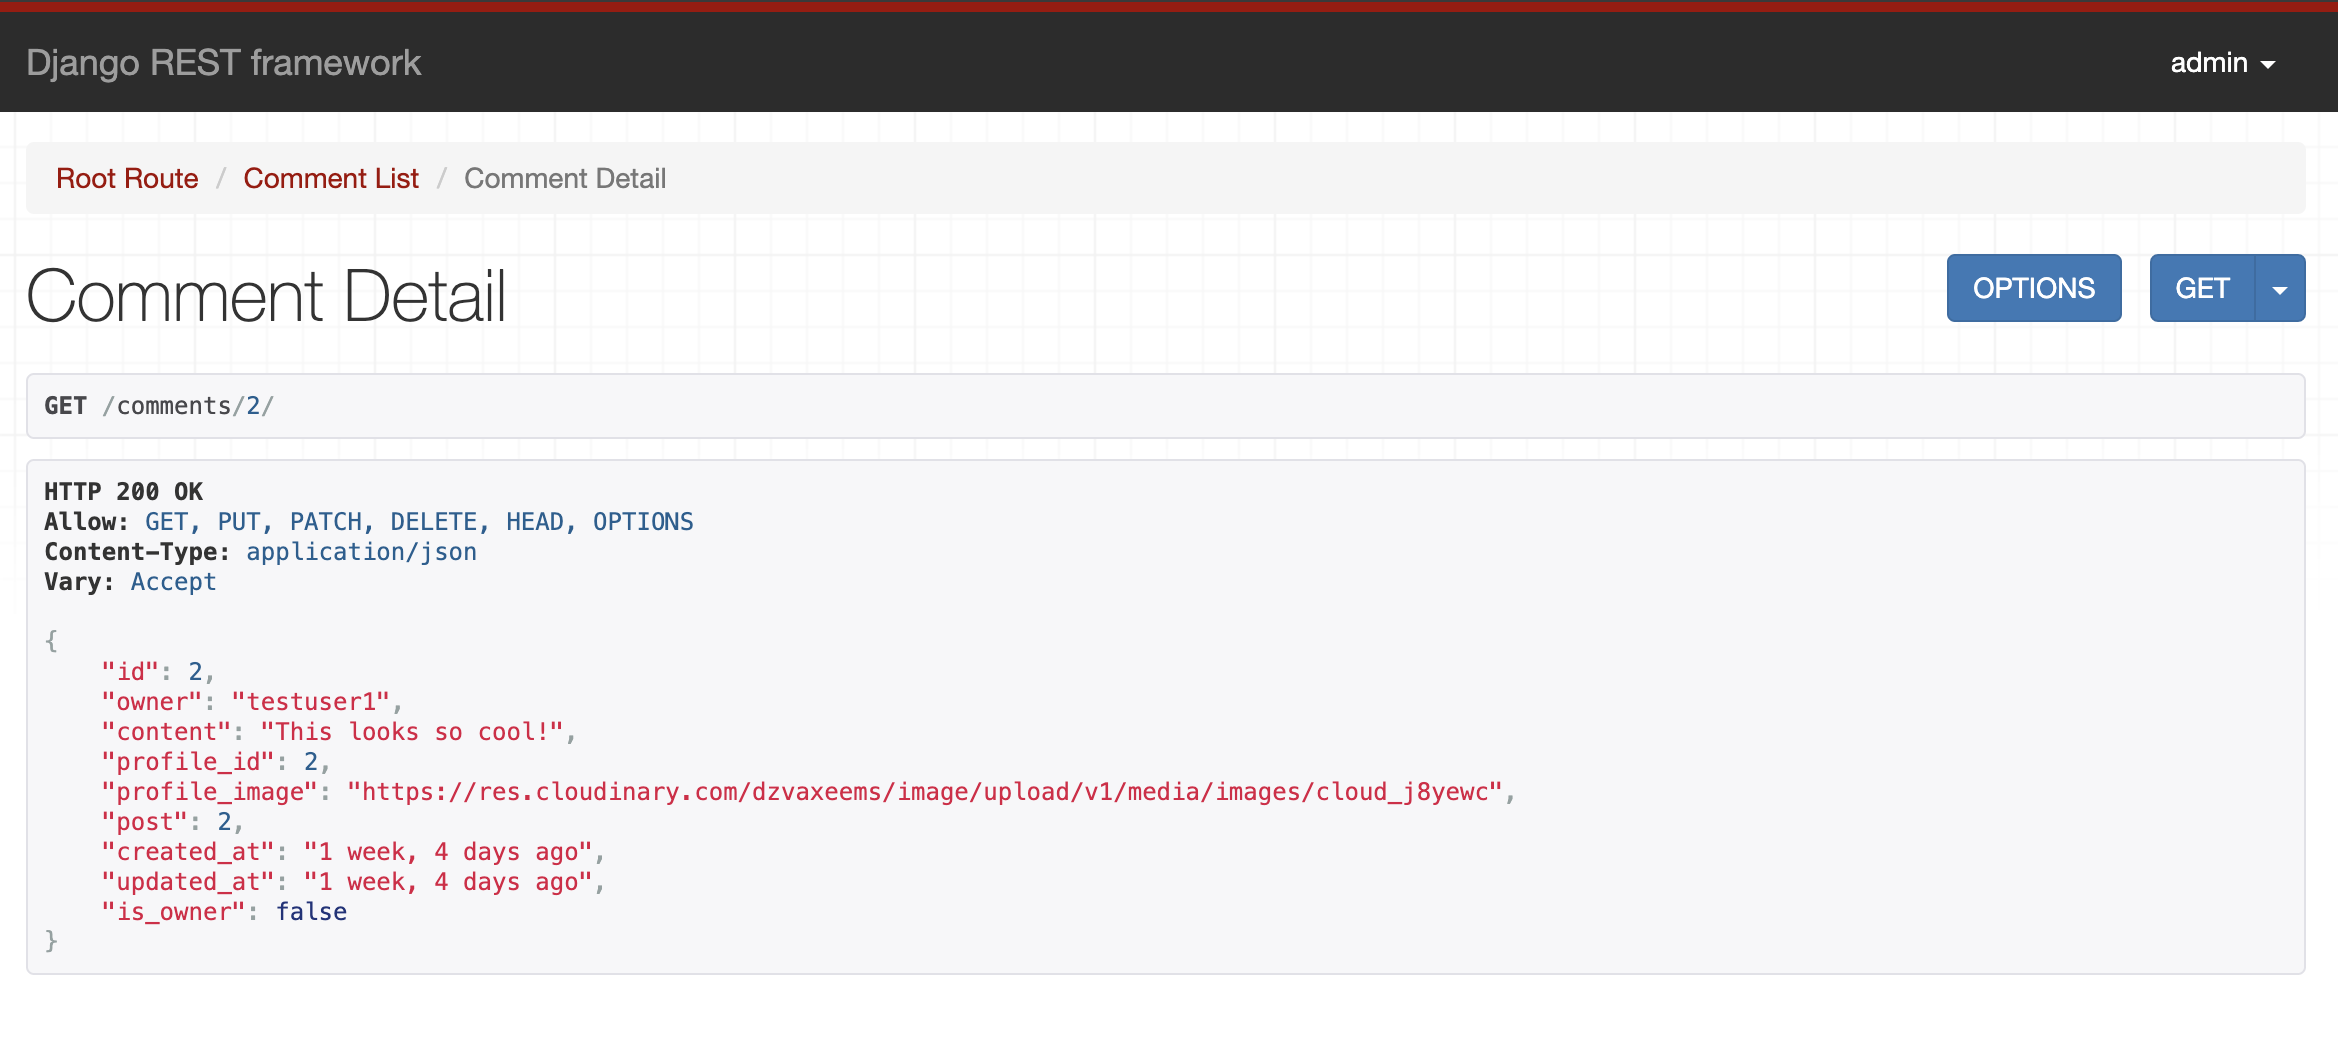 Django REST framework
admin
Root Route / Comment List / Comment Detail
Comment Detail
OPTIONS
GET
GET /comments/2/
HTTP 200 OK
Allow: GET, PUT, PATCH, DELETE, HEAD, OPTIONS
Content-Type: application/json
Vary: Accept
{
    "id": 2,
    "owner": "testuser1",
    "content": "This looks so cool!",
    "profile_id": 2,
    "profile_image": "https://res.cloudinary.com/dzvaxeems/image/upload/v1/media/images/cloud_j8yewc",
    "post": 2,
    "created_at": "1 week, 4 days ago",
    "updated_at": "1 week, 4 days ago",
    "is_owner": false
}